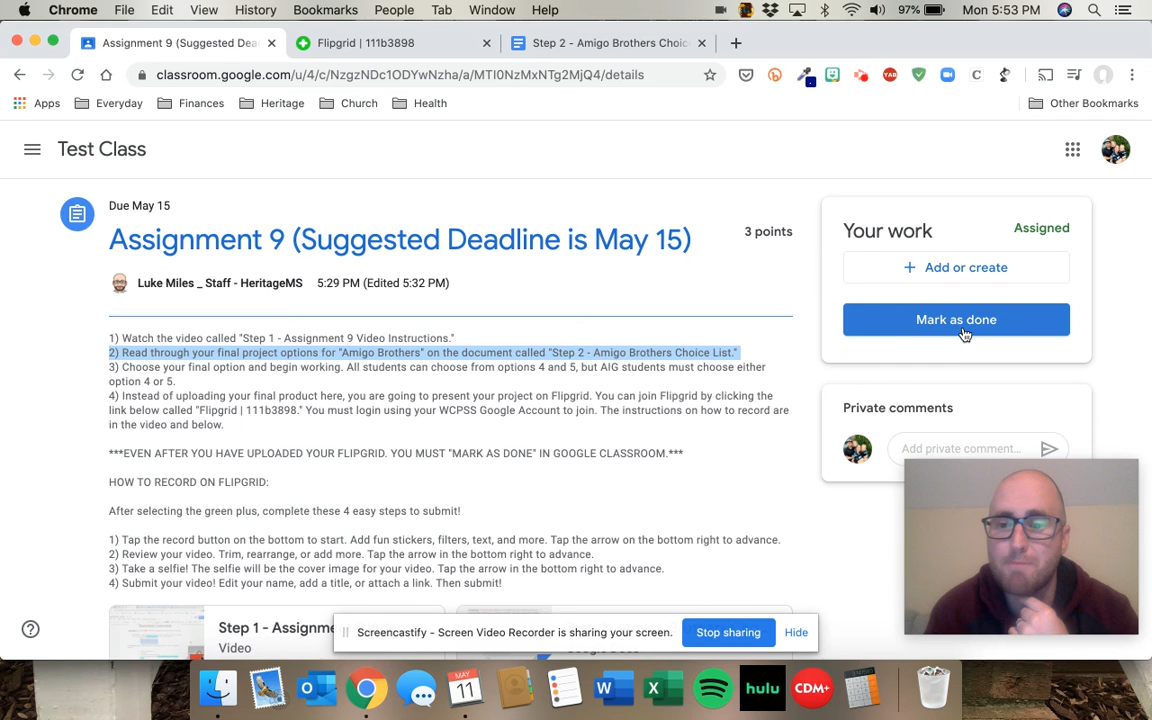 Chrome File Edit View History Bookmarks People Tab Window Help 97% Mon 5:53 PM
Assignment 9 (Suggested Dea Flipgrid | 111b3898 Step 2 - Amigo Brothers Choic
classroom.google.com/u/4/c/NzgzNDc1ODYwNzha/a/MTI0NzMxNTg2MjQ4/details
Apps Everyday Finances Heritage Church Health Other Bookmarks
Test Class
Due May 15
Assignment 9 (Suggested Deadline is May 15)
3 points
Luke Miles _ Staff - HeritageMS 5:29 PM (Edited 5:32 PM)
1) Watch the video called "Step 1 - Assignment 9 Video Instructions."
2) Read through your final project options for "Amigo Brothers" on the document called "Step 2 - Amigo Brothers Choice List."
3) Choose your final option and begin working. All students can choose from options 4 and 5, but AIG students must choose either
option 4 or 5.
4) Instead of uploading your final product here, you are going to present your project on Flipgrid. You can join Flipgrid by clicking the
link below called "Flipgrid | 111b3898." You must login using your WCPSS Google Account to join. The instructions on how to record are
in the video and below.
***EVEN AFTER YOU HAVE UPLOADED YOUR FLIPGRID. YOU MUST "MARK AS DONE" IN GOOGLE CLASSROOM.***
HOW TO RECORD ON FLIPGRID:
After selecting the green plus, complete these 4 easy steps to submit!
1) Tap the record button on the bottom to start. Add fun stickers, filters, text, and more. Tap the arrow on the bottom right to advance.
2) Review your video. Trim, rearrange, or add more. Tap the arrow in the bottom right to advance.
3) Take a selfie! The selfie will be the cover image for your video. Tap the arrow in the bottom right to advance.
4) Submit your video! Edit your name, add a title, or attach a link. Then submit!
Step 1 - Assignme
Video
Your work Assigned
+ Add or create
Mark as done
Private comments
Add private comment...
Screencastify - Screen Video Recorder is sharing your screen. Stop sharing Hide
MAY
11
hulu
CDM+